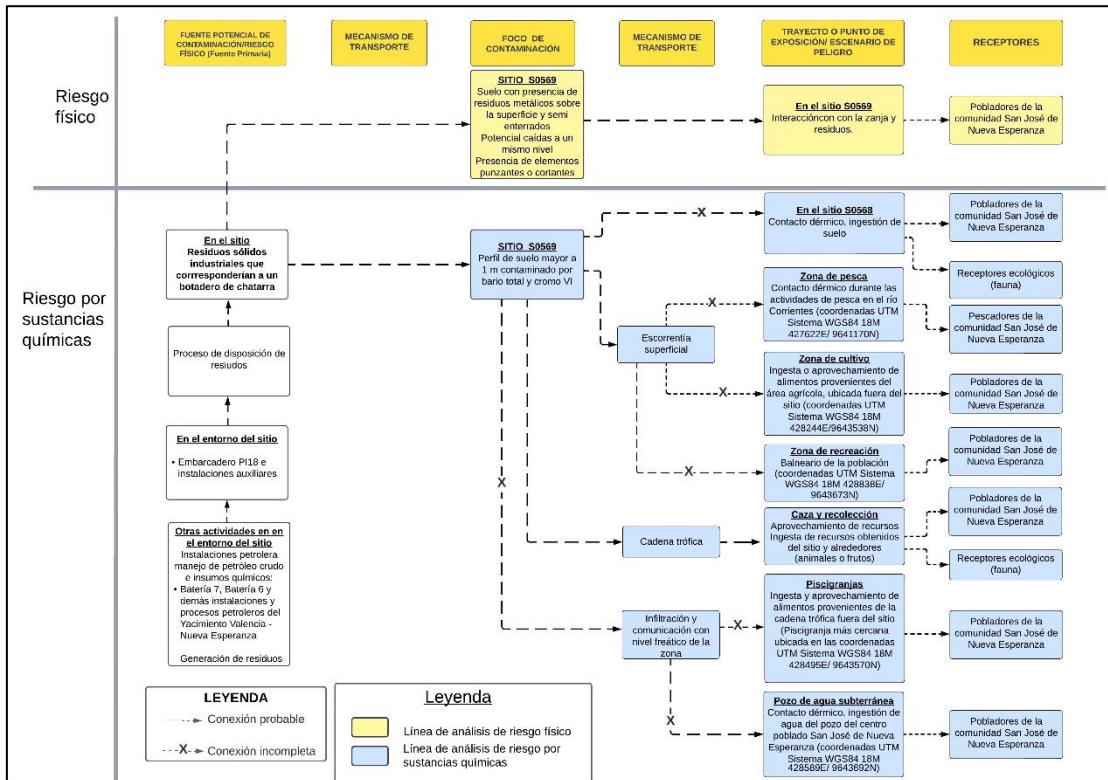 FUENTE POTENCIAL DE
CONTAMINACIÓN/RIESGO
FÍSICO (Fuente Primaria)
MECANISMO DE
TRANSPORTE
FOCO DE
CONTAMINACIÓN
MECANISMO DE
TRANSPORTE
TRAYECTO O PUNTO DE
EXPOSICIÓN/ ESCENARIO DE
PELIGRO
RECEPTORES
Riesgo
físico
SITIO S0569
Suelo con presencia de
residuos metálicos sobre
la superficie y semi
enterrados
Potencial caídas a un
mismo nivel
Presencia de elementos
punzantes o cortantes
En el sitio S0569
Interaccióncon con la zanja y
residuos.
Pobladores de la
comunidad San José de
Nueva Esperanza
Riesgo por
sustancias
químicas
En el sitio
Residuos sólidos
industriales que
corrresponderían a un
botadero de chatarra
Proceso de disposición de
resiudos
En el entorno del sitio
• Embarcadero PI18 e
instalaciones auxiliares
Otras actividades en en
el entorno del sitio
Instalaciones petrolera
manejo de petróleo crudo
e insumos químicos:
• Batería 7, Batería 6 y
demás instalaciones y
procesos petroleros del
Yacimiento Valencia -
Nueva Esperanza
Generación de residuos
SITIO S0569
Perfil de suelo mayor a
1 m contaminado por
bario total y cromo VI
X
Escorrentía
superficial
Cadena trófica
Infiltración y
comunicación con
nivel freático de la
zona
X
X
X
X
X
X
En el sitio S0568
Contacto dérmico, ingestión de
suelo
Zona de pesca
Contacto dérmico durante las
actividades de pesca en el río
Corrientes (coordenadas UTM
Sistema WGS84 18M
427622E/ 9641170N)
Zona de cultivo
Ingesta o aprovechamiento de
alimentos provenientes del
área agrícola, ubicada fuera del
sitio (coordenadas UTM
Sistema WGS84 18M
428244E/9643538N)
Zona de recreación
Balneario de la población
(coordenadas UTM Sistema
WGS84 18M 428838E/
9643673N)
Caza y recolección
Aprovechamiento de recursos
Ingesta de recursos obtenidos
del sitio y alrededores
(animales o frutos)
Piscigranjas
Ingesta y aprovechamiento de
alimentos provenientes de la
cadena trófica fuera del sitio
(Piscigranja más cercana
ubicada en las coordenadas
UTM Sistema WGS84 18M
428495E/ 9643570N)
Pozo de agua subterránea
Contacto dérmico, ingestión de
agua del pozo del centro
poblado San José de Nueva
Esperanza (coordenadas UTM
Sistema WGS84 18M
428589E/ 9643692N)
Pobladores de la
comunidad San José de
Nueva Esperanza
Receptores ecológicos
(fauna)
Pescadores de la
comunidad San José de
Nueva Esperanza
Pobladores de la
comunidad San José de
Nueva Esperanza
Pobladores de la
comunidad San José de
Nueva Esperanza
Pobladores de la
comunidad San José de
Nueva Esperanza
Receptores ecológicos
(fauna)
Pobladores de la
comunidad San José de
Nueva Esperanza
Pobladores de la
comunidad San José de
Nueva Esperanza
LEYENDA
Conexión probable
X Conexión incompleta
Leyenda
Línea de análisis de riesgo físico
Línea de análisis de riesgo por
sustancias químicas